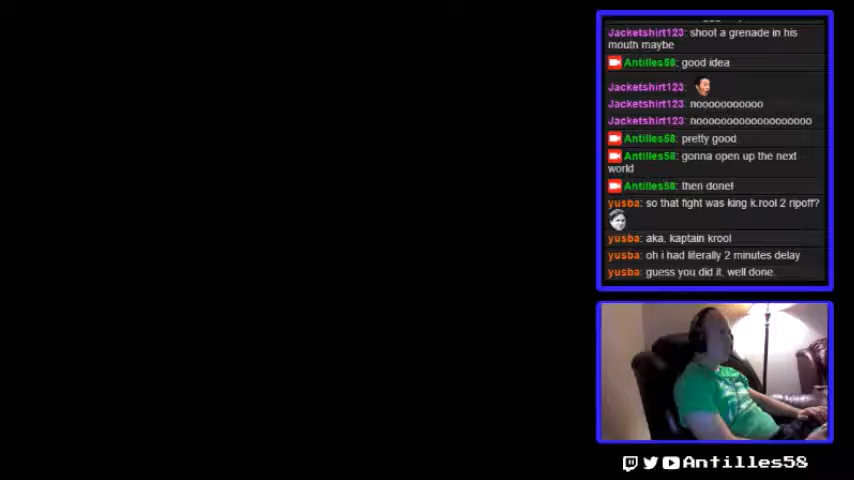 Jacketshirt123: shoot a grenade in his
mouth maybe
Antilles58: good idea
Jacketshirt123:
Jacketshirt123: nooooooooooo
Jacketshirt123: noooooooooooooooooooo
Antilles58: pretty good
Antilles58: gonna open up the next
world
Antilles58: then done!
yusba: so that fight was king k.rool 2 ripoff?
yusba: aka, kaptain krool
yusba: oh i had literally 2 minutes delay
yusba: guess you did it. well done.
Antilles58